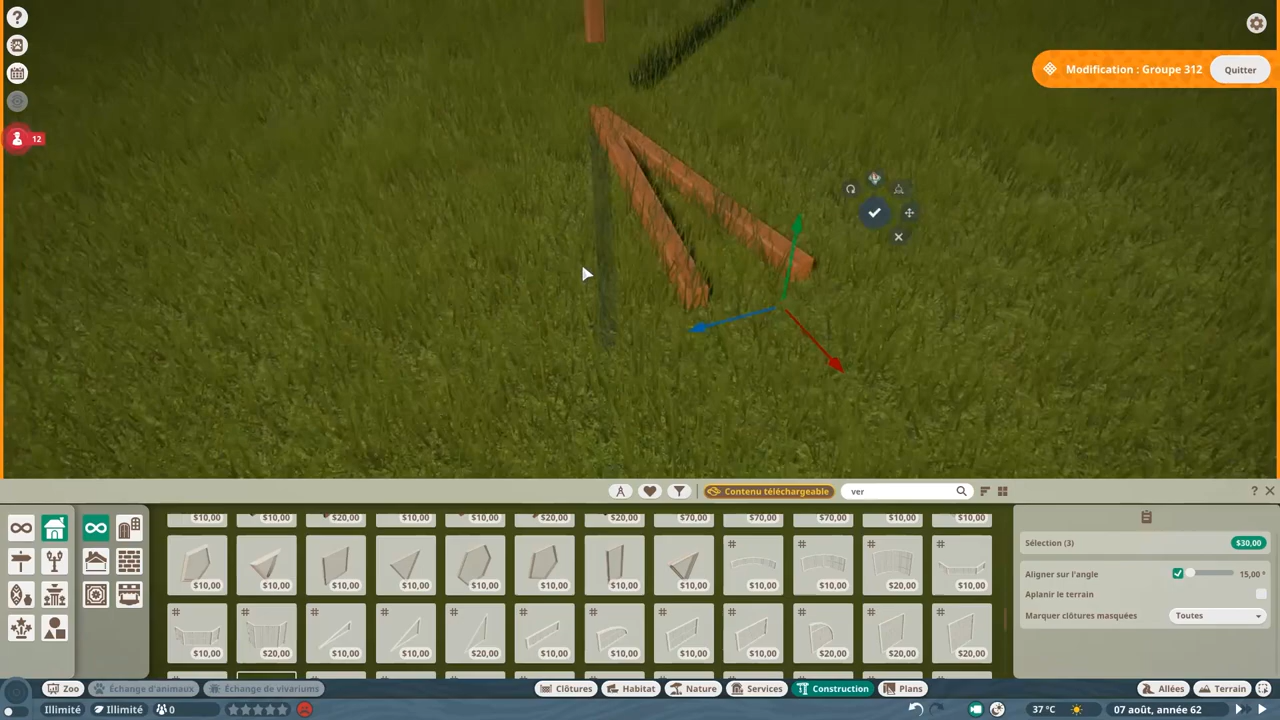 ?
12
Modification : Groupe 312
Quitter
Contenu téléchargeable
ver
?
$10,00 $10,00 $20,00 $10,00 $10,00 $20,00 $70,00 $70,00 $10,00 $10,00 $10,00 $10,00
$10,00 $10,00 $10,00 $10,00 $10,00 $10,00 $10,00 $10,00 $10,00 $10,00 $20,00 $10,00
$10,00 $20,00 $10,00 $10,00 $20,00 $10,00 $10,00 $10,00 $10,00 $20,00 $20,00 $20,00
Sélection (3)
$30,00
Aligner sur l'angle
15,00 °
Aplanir le terrain
Marquer clôtures masquées
Toutes
Zoo
Échange d'animaux
Échange de vivariums
Clôtures
Habitat
Nature
Services
Construction
Plans
Allées
Terrain
Illimité
Illimité
0
37 °C
07 août, année 62